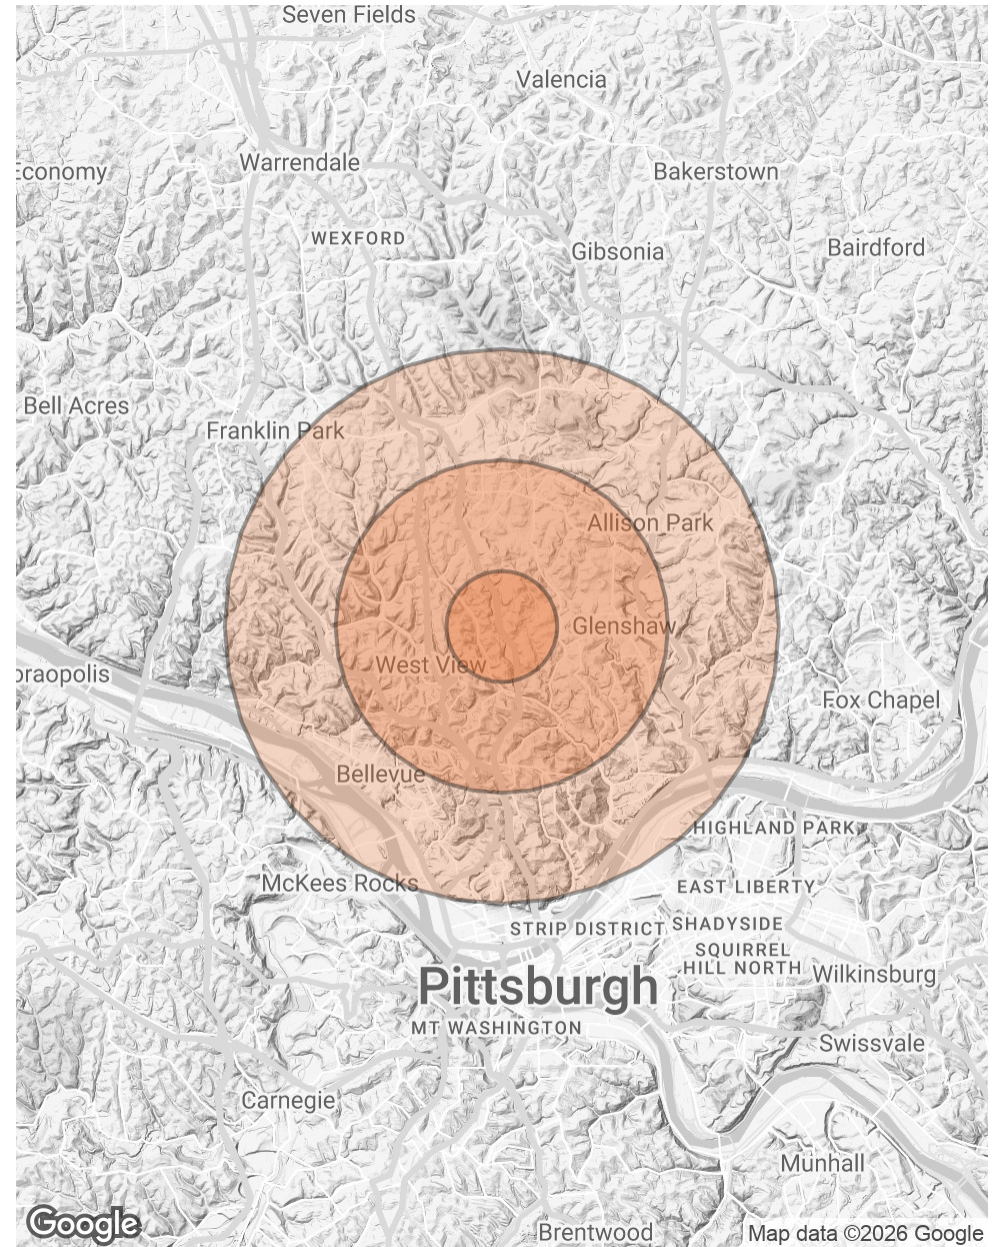 Seven Fields
Valencia
Warrendale
Economy
Bakerstown
WEXFORD
Gibsonia
Bairdford
Bell Acres
Franklin Park
Allison Park
Glenshaw
West View
oraopolis
Fox Chapel
Bellevue
HIGHLAND PARK
McKees Rocks
EAST LIBERTY
STRIP DISTRICT
SHADYSIDE
SQUIRREL
HILL NORTH
Wilkinsburg
Pittsburgh
MT WASHINGTON
Swissvale
Carnegie
Munhall
Google
Brentwood
Map data ©2026 Google